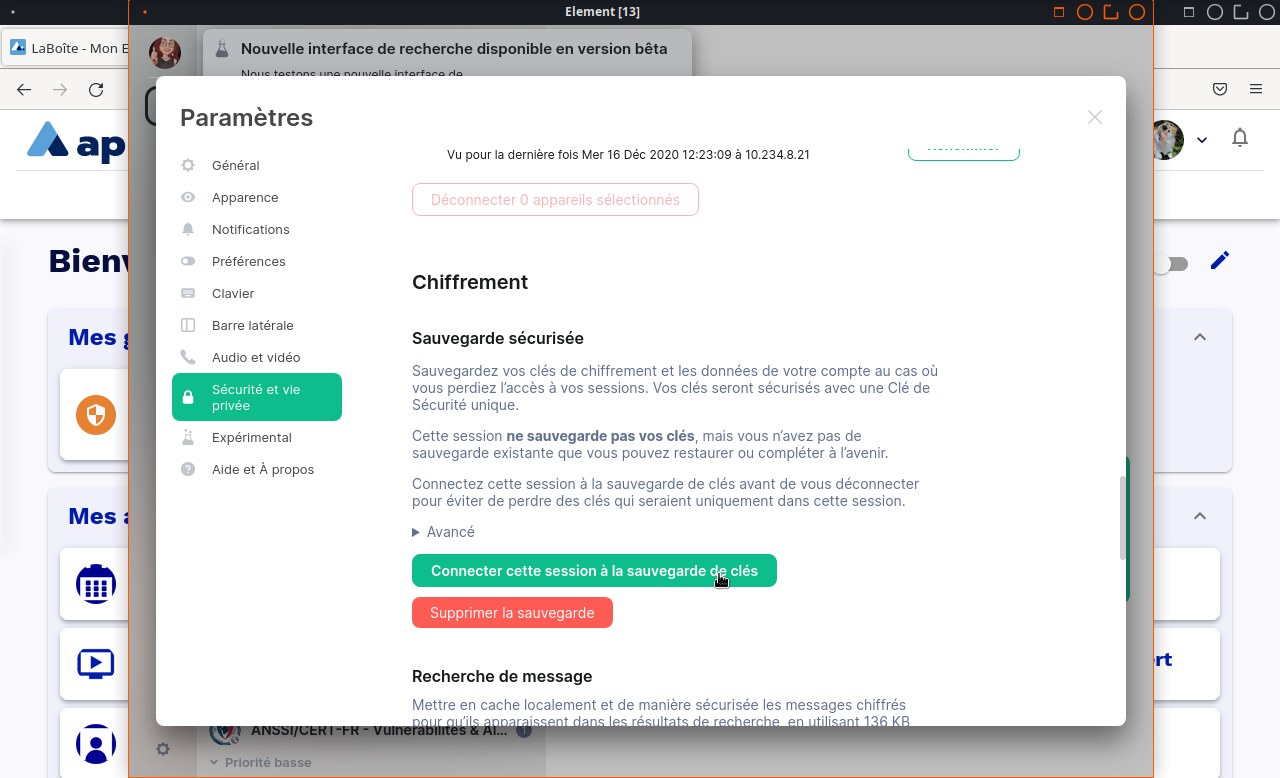 Element [13]
LaBoîte - Mon E
Nouvelle interface de recherche disponible en version bêta
Nous testons une nouvelle interface de
ap
Paramètres
Général
Apparence
Notifications
Préférences
Clavier
Barre latérale
Audio et vidéo
Sécurité et vie
privée
Expérimental
Aide et À propos
Vu pour la dernière fois Mer 16 Déc 2020 12:23:09 à 10.234.8.21
Renommer
Déconnecter 0 appareils sélectionnés
Chiffrement
Sauvegarde sécurisée
Sauvegardez vos clés de chiffrement et les données de votre compte au cas où
vous perdiez l’accès à vos sessions. Vos clés seront sécurisés avec une Clé de
Sécurité unique.
Cette session ne sauvegarde pas vos clés, mais vous n’avez pas de
sauvegarde existante que vous pouvez restaurer ou compléter à l’avenir.
Connectez cette session à la sauvegarde de clés avant de vous déconnecter
pour éviter de perdre des clés qui seraient uniquement dans cette session.
Avancé
Connecter cette session à la sauvegarde de clés
Supprimer la sauvegarde
Recherche de message
Mettre en cache localement et de manière sécurisée les messages chiffrés
pour qu’ils apparaissent dans les résultats de recherche, en utilisant 136 KB
Bienv
Mes g
Mes a
ert
ANSSI/CERT-FR - Vulnérabilités & Al...
Priorité basse